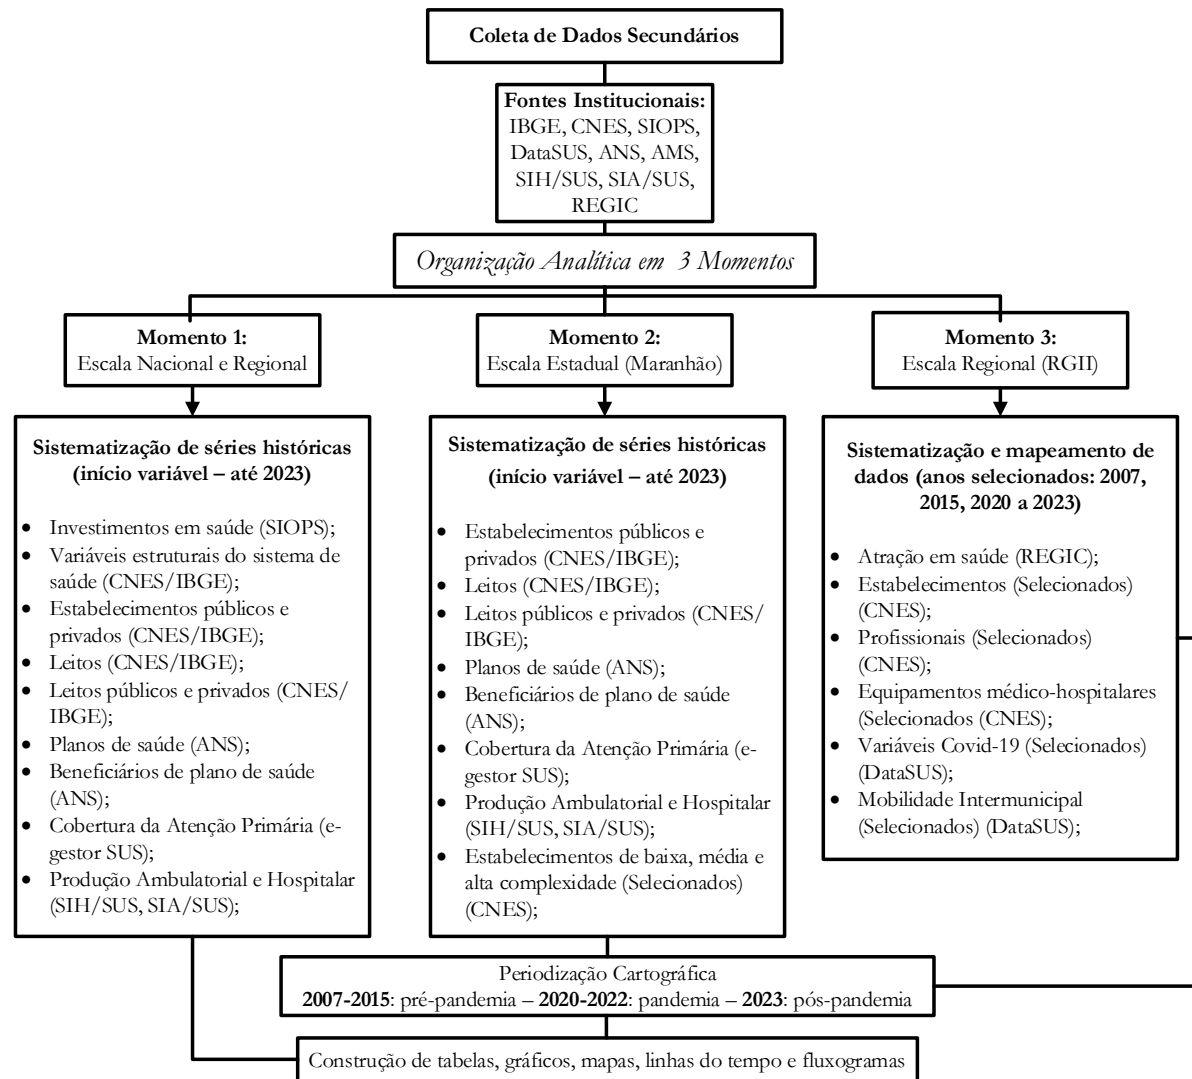 Coleta de Dados Secundários
Fontes Institucionais:
IBGE, CNES, SIOPS,
DataSUS, ANS, AMS,
SIH/SUS, SIA/SUS,
REGIC
Organização Analítica em 3 Momentos
Momento 1:
Escala Nacional e Regional
Momento 2:
Escala Estadual (Maranhão)
Momento 3:
Escala Regional (RGII)
Sistematização de séries históricas
(início variável – até 2023)
• Investimentos em saúde (SIOPS);
• Variáveis estruturais do sistema de
saúde (CNES/IBGE);
• Estabelecimentos públicos e
privados (CNES/IBGE);
• Leitos (CNES/IBGE);
• Leitos públicos e privados (CNES/
IBGE);
• Planos de saúde (ANS);
• Beneficiários de plano de saúde
(ANS);
• Cobertura da Atenção Primária (e-
gestor SUS);
• Produção Ambulatorial e Hospitalar
(SIH/SUS, SIA/SUS);
Sistematização de séries históricas
(início variável – até 2023)
• Estabelecimentos públicos e
privados (CNES/IBGE);
• Leitos (CNES/IBGE);
• Leitos públicos e privados (CNES/
IBGE);
• Planos de saúde (ANS);
• Beneficiários de plano de saúde
(ANS);
• Cobertura da Atenção Primária (e-
gestor SUS);
• Produção Ambulatorial e Hospitalar
(SIH/SUS, SIA/SUS);
• Estabelecimentos de baixa, média e
alta complexidade (Selecionados)
(CNES);
Sistematização e mapeamento de
dados (anos selecionados: 2007,
2015, 2020 a 2023)
• Atração em saúde (REGIC);
• Estabelecimentos (Selecionados)
(CNES);
• Profissionais (Selecionados)
(CNES);
• Equipamentos médico-hospitalares
(Selecionados (CNES);
• Variáveis Covid-19 (Selecionados)
(DataSUS);
• Mobilidade Intermunicipal
(Selecionados) (DataSUS);
Periodização Cartográfica
2007-2015: pré-pandemia – 2020-2022: pandemia – 2023: pós-pandemia
Construção de tabelas, gráficos, mapas, linhas do tempo e fluxogramas